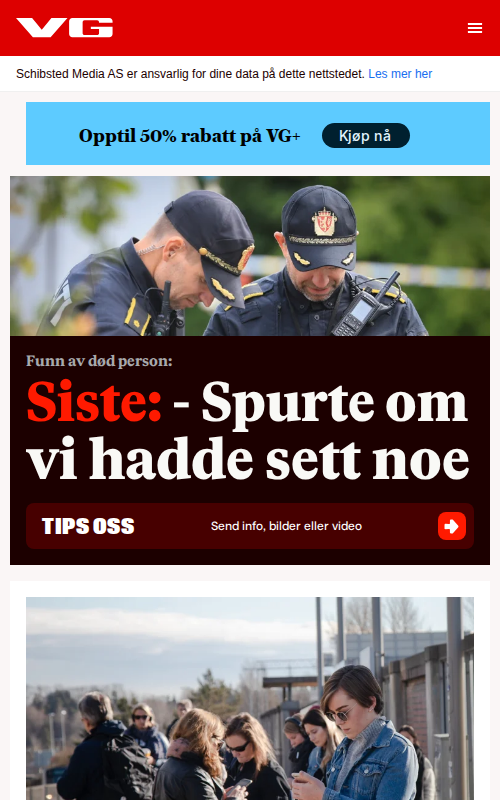 VG
Schibsted Media AS er ansvarlig for dine data på dette nettstedet. Les mer her
Opptil 50% rabatt på VG+
Kjøp nå
Funn av død person:
Siste: - Spurte om
vi hadde sett noe
TIPS OSS
Send info, bilder eller video